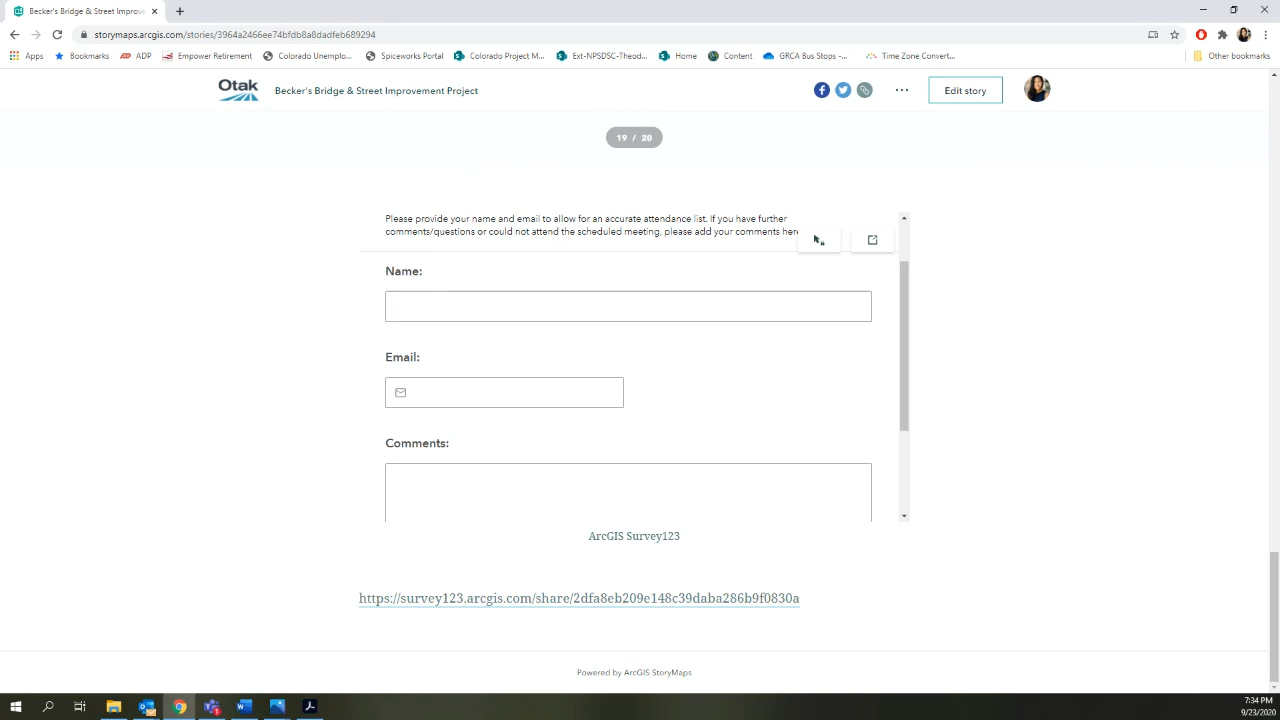 Becker's Bridge & Street Improve
storymaps.arcgis.com/stories/3964a2466ee74bfdb8a8dadfeb689294
Apps
Bookmarks
ADP
Empower Retirement
Colorado Unemplo...
Spiceworks Portal
Colorado Project M...
Ext-NPSDSC-Theod...
Home
Content
GRCA Bus Stops -...
Time Zone Convert...
Other bookmarks
Otak
Becker's Bridge & Street Improvement Project
Edit story
19 / 20
Please provide your name and email to allow for an accurate attendance list. If you have further
comments/questions or could not attend the scheduled meeting, please add your comments here
Name:
Email:
Comments:
ArcGIS Survey123
https://survey123.arcgis.com/share/2dfa8eb209e148c39daba286b9f0830a
Powered by ArcGIS StoryMaps
7:34 PM
9/23/2020